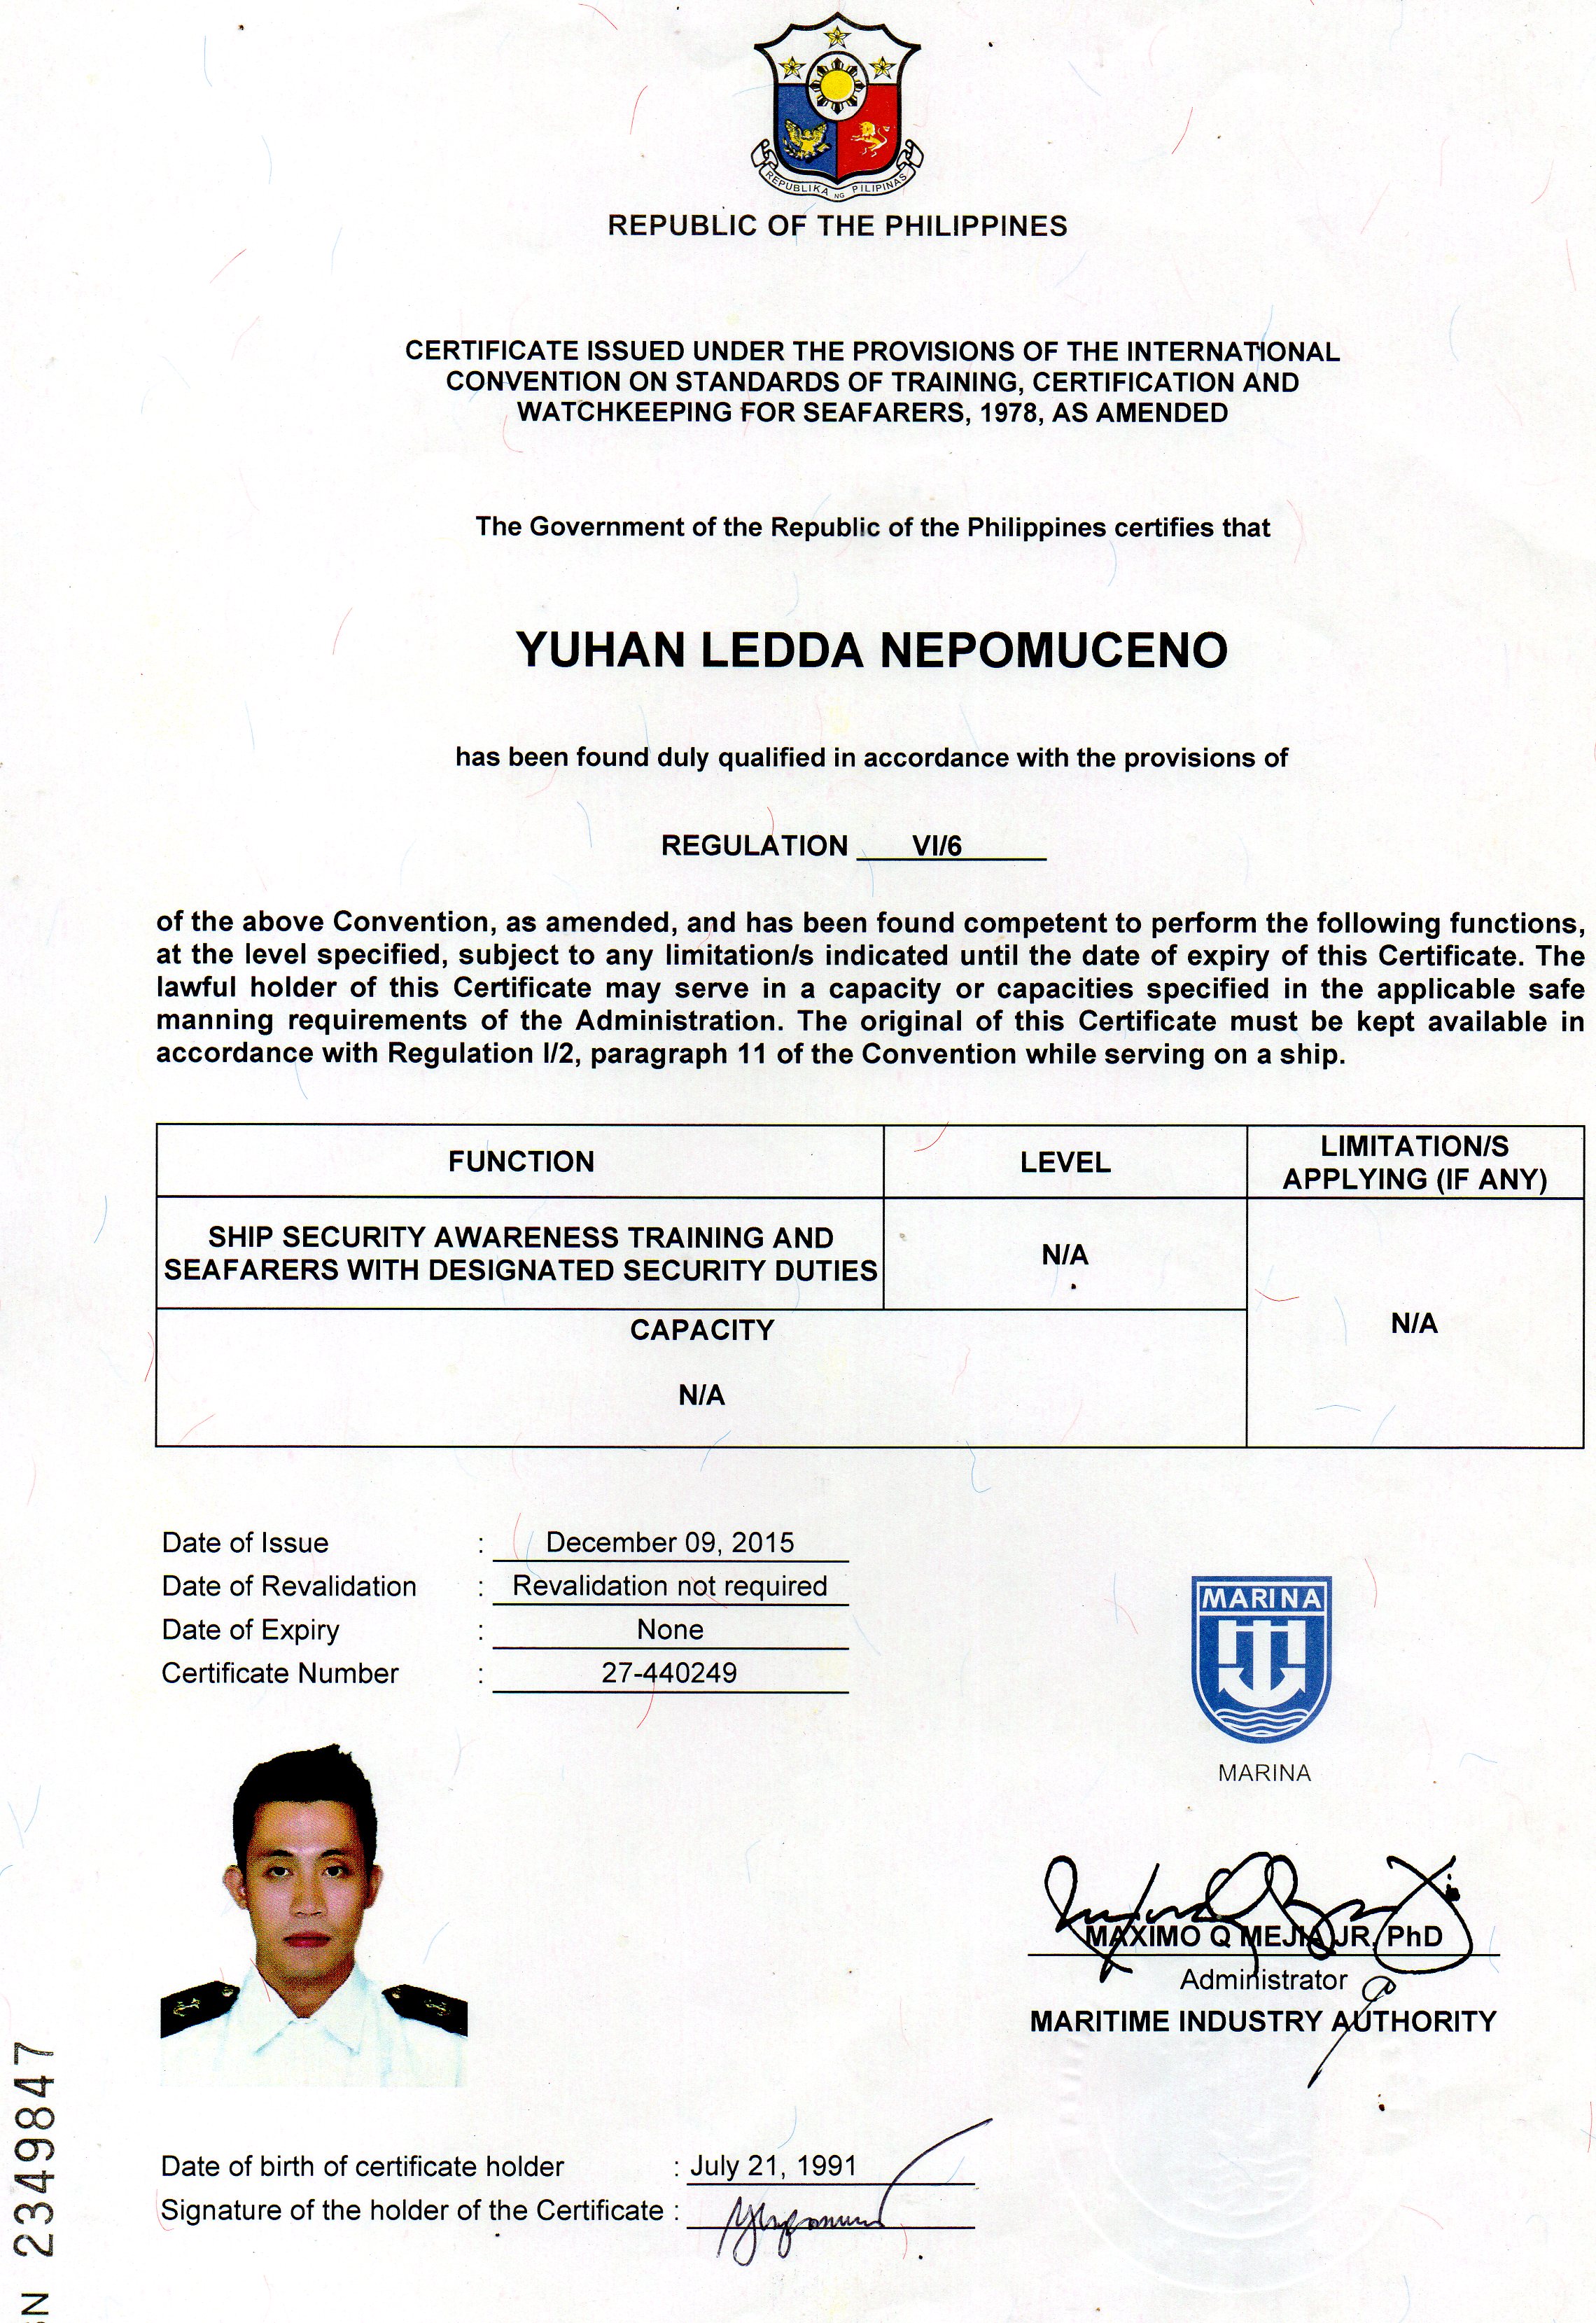 REPUBLIKA NG PILIPINAS
REPUBLIC OF THE PHILIPPINES
CERTIFICATE ISSUED UNDER THE PROVISIONS OF THE INTERNATIONAL
CONVENTION ON STANDARDS OF TRAINING, CERTIFICATION AND
WATCHKEEPING FOR SEAFARERS, 1978, AS AMENDED
The Government of the Republic of the Philippines certifies that
YUHAN LEDDA NEPOMUCENO
has been found duly qualified in accordance with the provisions of
REGULATION VI/6
of the above Convention, as amended, and has been found competent to perform the following functions,
at the level specified, subject to any limitation/s indicated until the date of expiry of this Certificate. The
lawful holder of this Certificate may serve in a capacity or capacities specified in the applicable safe
manning requirements of the Administration. The original of this Certificate must be kept available in
accordance with Regulation I/2, paragraph 11 of the Convention while serving on a ship.
FUNCTION LEVEL LIMITATION/S
APPLYING (IF ANY)
SHIP SECURITY AWARENESS TRAINING AND
SEAFARERS WITH DESIGNATED SECURITY DUTIES
N/A
CAPACITY
N/A
N/A
Date of Issue : December 09, 2015
Date of Revalidation : Revalidation not required
Date of Expiry : None
Certificate Number : 27-440249
MARINA
MARINA
MAXIMO Q MEJIA JR, PhD
Administrator
MARITIME INDUSTRY AUTHORITY
Date of birth of certificate holder : July 21, 1991
Signature of the holder of the Certificate :
SN 2349847